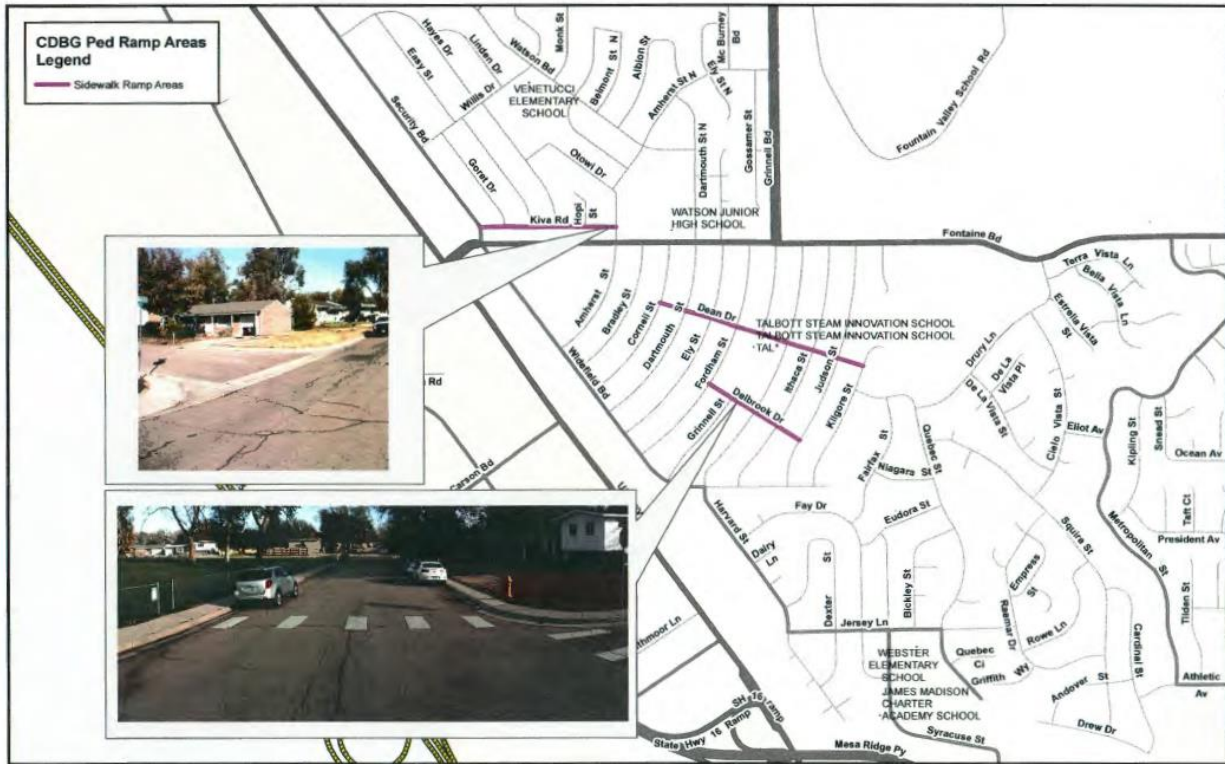 CDBG Ped Ramp Areas
Legend
Sidewalk Ramp Areas
Hayes Dr
Linden Dr
Watson Bd
Monk St
Easy St
Willis Dr
VENETUCCI
ELEMENTARY
SCHOOL
Belmont St N
Albion St
Amherst St N
Ely St N
Mc Burney
Bd
Fountain Valley School Rd
Security Bd
Goret Dr
Otowi Dr
Dartmouth St N
Gossamer St
Grinnell Bd
Kiva Rd
Hopi
St
WATSON JUNIOR
HIGH SCHOOL
Fontaine Bd
Terra Vista Ln
Bella Vista Ln
Estrella Vista
St
Amherst St
Bradley St
Cornell St
Dartmouth St
Dean Dr
Ely St
Fordham St
TALBOTT STEAM INNOVATION SCHOOL
TALBOTT STEAM INNOVATION SCHOOL
TAL
Ithaca St
Judson St
Widefield Bd
Grinnell St
Delbrook Dr
Kilgore St
Drury Ln
De La
Vista Pl
De La Vista St
Cielo Vista St
Eliot Av
Kipling St
Snead St
Ocean Av
Rd
Carson Bd
Fairfax St
Niagara St
Quebec St
Taft Ct
President Av
Harvard St
Fay Dr
Eudora St
Squire St
Metropolitan St
Dairy
Ln
Dexter St
Bickley St
Empress
St
Tilden St
Jersey Ln
Raemar Dr
Rowe Ln
Cardinal St
WEBSTER
ELEMENTARY
SCHOOL
Quebec
Ci
Griffith Wy
JAMES MADISON
CHARTER
ACADEMY SCHOOL
Andover St
Athletic
Av
Drew Dr
Syracuse St
SH 16 ramp
State Hwy 16 Ramp
Mesa Ridge Py